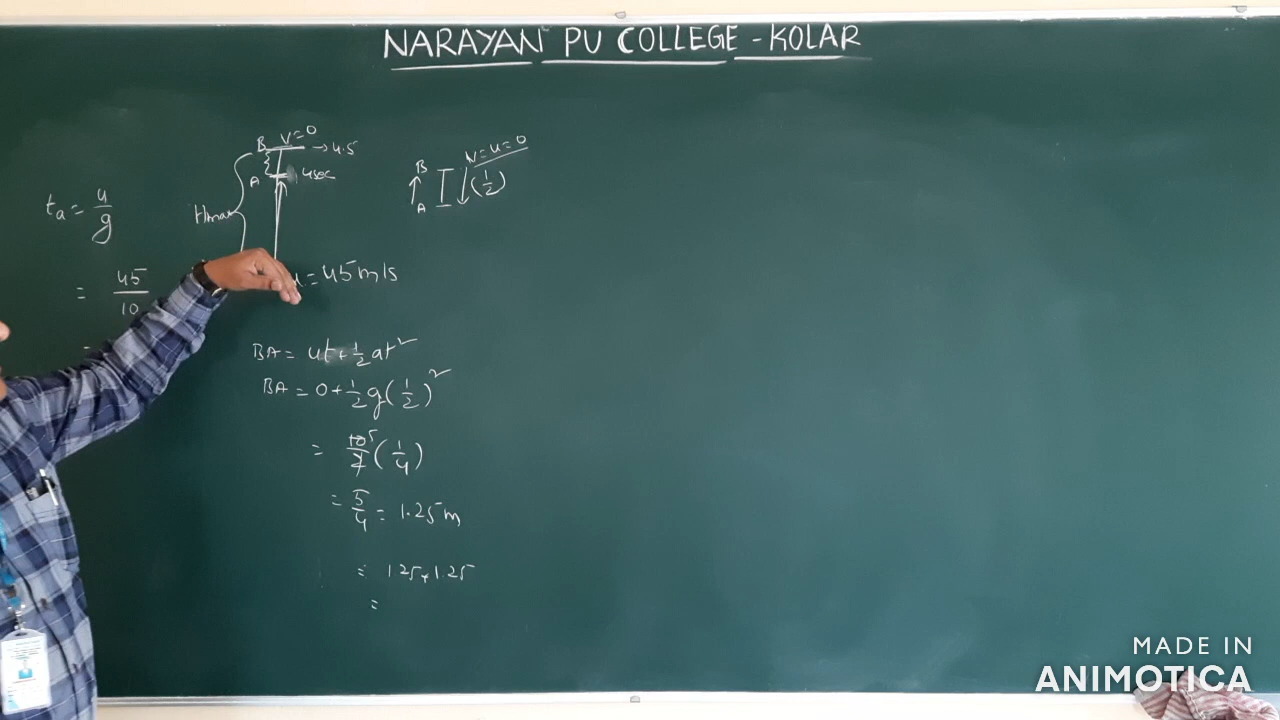 NARAYAN PU COLLEGE - KOLAR
tₐ = u/g
= 45/10
=
B V=0
→ 4.5
A 4sec
Hmax
u = 45 m/s
B
A
V=u=0
(1/2)
BA = ut + 1/2 at²
BA = 0 + 1/2 g(1/2)²
= 10/2 5 (1/4)
= 5/4 = 1.25 m
= 1.25 + 1.25
=
MADE IN
ANIMOTICA